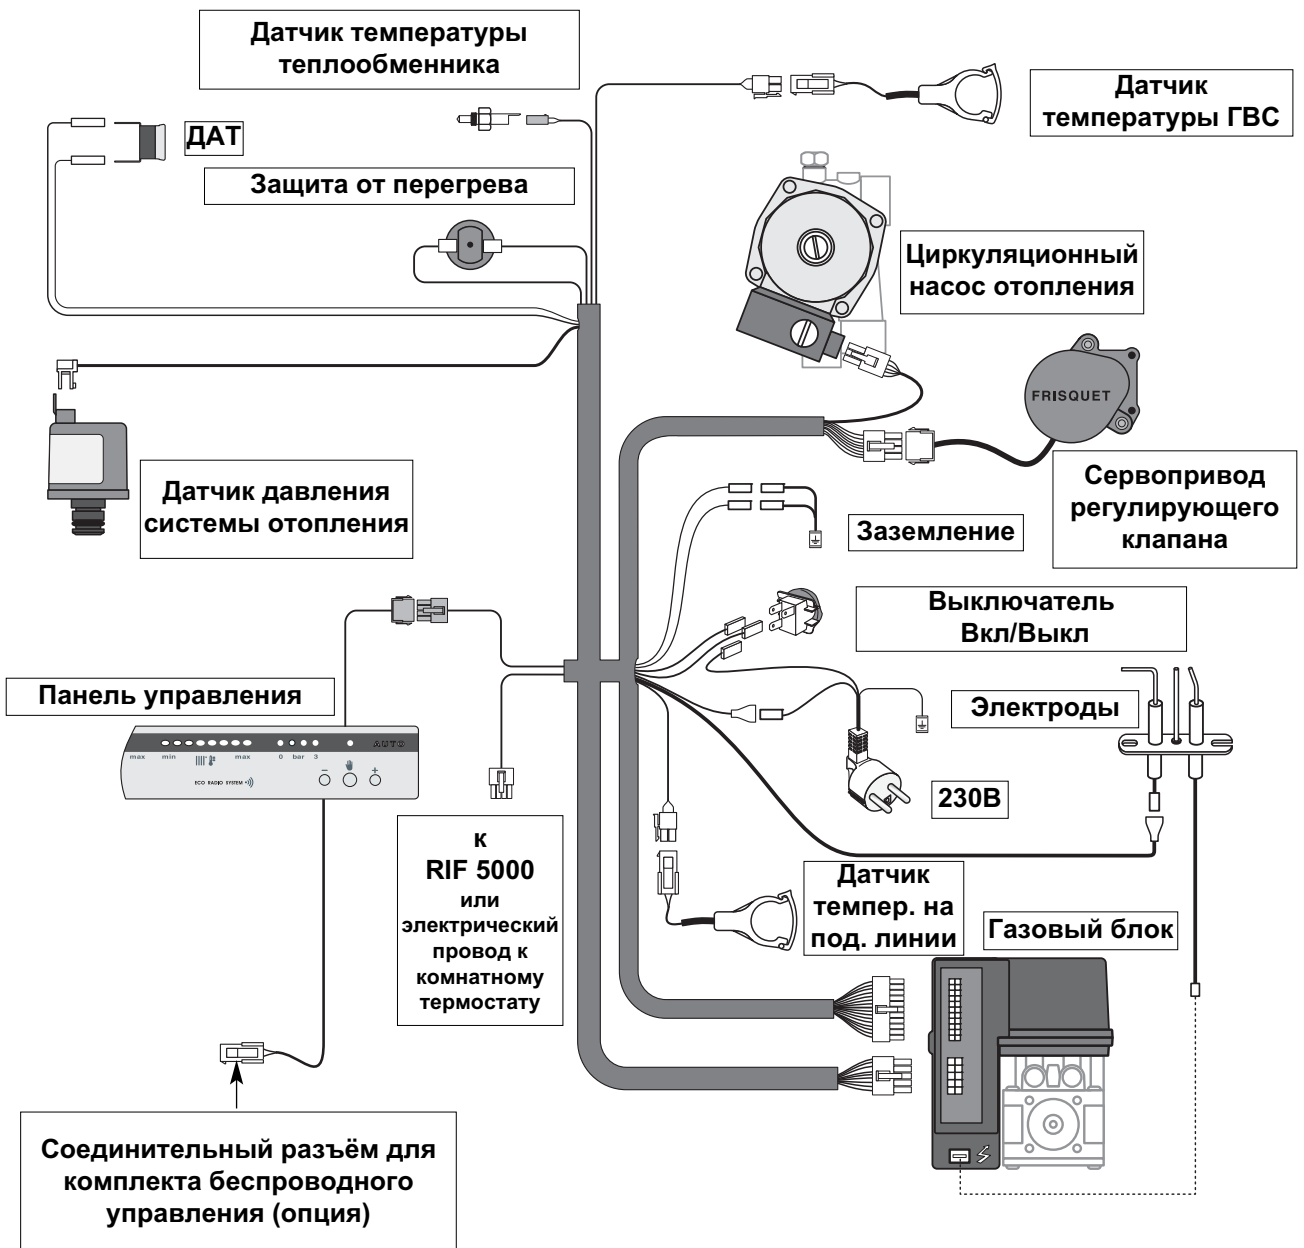 Датчик температуры
теплообменника
Датчик
температуры ГВС
ДАТ
Защита от перегрева
Циркуляционный
насос отопления
FRISQUET
Датчик давления
системы отопления
Сервопривод
регулирующего
клапана
Заземление
Выключатель
Вкл/Выкл
Панель управления
Электроды
AUTO
max min max 0 bar 3
ECO RADIO SYSTEM
- +
230В
к
RIF 5000
или
электрический
провод к
комнатному
термостату
Датчик
темпер. на
под. линии
Газовый блок
Соединительный разъём для
комплекта беспроводного
управления (опция)